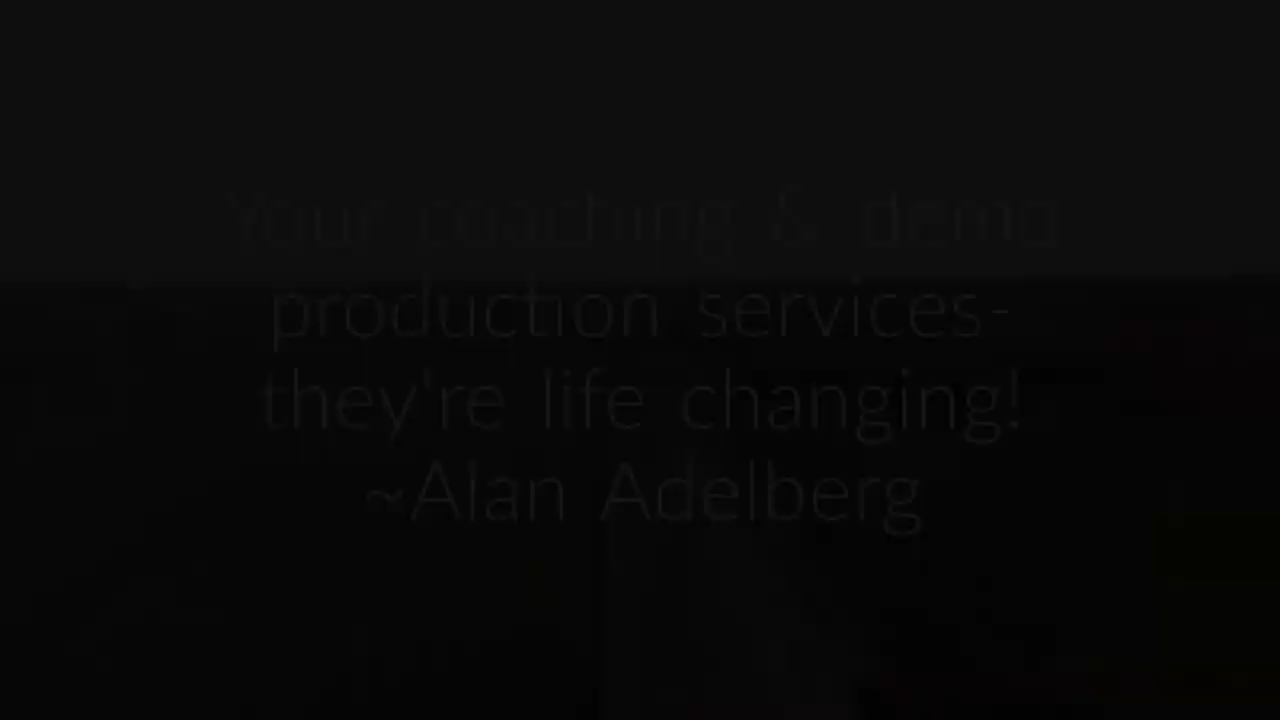 Your coaching & demo
production services-
they're life changing!
~Alan Adelberg